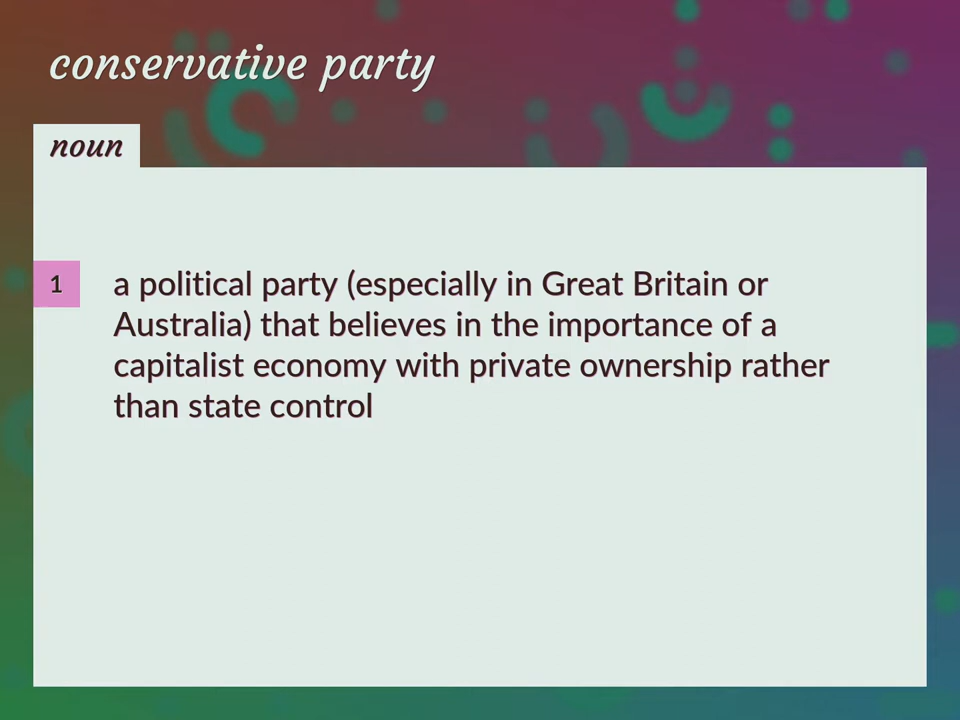 conservative party
noun
1
a political party (especially in Great Britain or
Australia) that believes in the importance of a
capitalist economy with private ownership rather
than state control